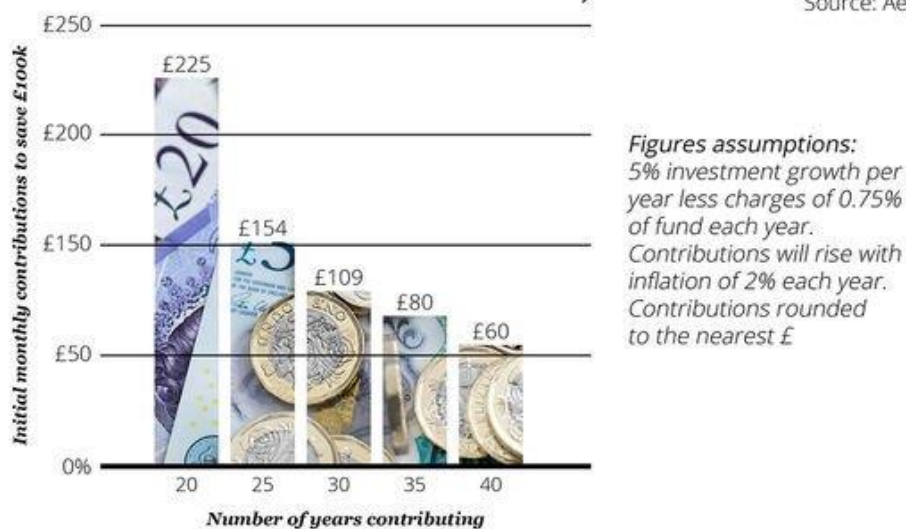 Source: Ae
£250
£225
£200
£154
£150
£109
£80
£60
£50
0%
20 25 30 35 40
Number of years contributing
Initial monthly contributions to save £100k
Figures assumptions:
5% investment growth per
year less charges of 0.75%
of fund each year.
Contributions will rise with
inflation of 2% each year.
Contributions rounded
to the nearest £